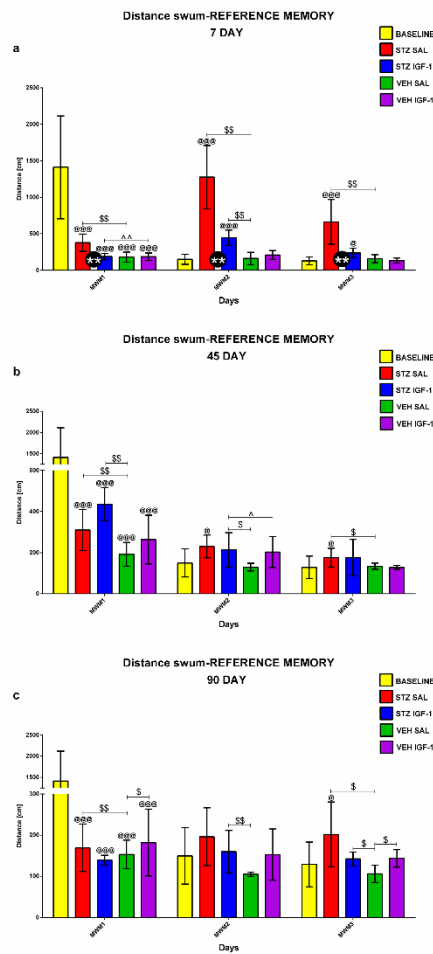 Distance swum-REFERENCE MEMORY
7 DAY
a
BASELINE
STZ SAL
STZ IGF-1
VEH SAL
VEH IGF-1
2500
2000
1500
1000
500
0
Distance [cm]
$$
^^
@@@
@@@
@@@
@@@
**
MWM1
@@@
$$
@@@
$$
**
MWM2
$$
@
**
MWM3
Days
Distance swum-REFERENCE MEMORY
45 DAY
b
BASELINE
STZ SAL
STZ IGF-1
VEH SAL
VEH IGF-1
2500
2000
1500
400
200
0
Distance [cm]
$$
$$
@@@
@@@
@@@
@@@
MWM1
^
$
@
MWM2
$
@
MWM3
Days
Distance swum-REFERENCE MEMORY
90 DAY
c
BASELINE
STZ SAL
STZ IGF-1
VEH SAL
VEH IGF-1
2500
2000
1500
200
100
0
Distance [cm]
$
$$
@@@
@@@
@@@
@@@
MWM1
$$
MWM2
$
@
$
$
MWM3
Days